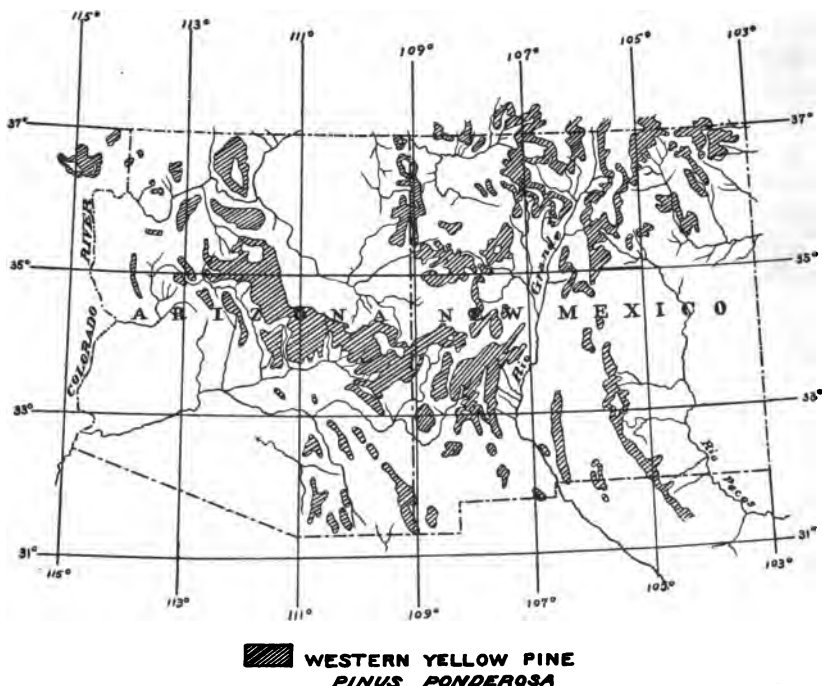 115° 113° 111° 109° 107° 105° 103°
37° 37°
RIVER
Grande
35° 35°
ARIZONA NEW MEXICO
COLORADO
Rio
33° 33°
Rio Pecos
31° 31°
115° 113° 111° 109° 107° 105° 103°
WESTERN YELLOW PINE
PINUS PONDEROSA